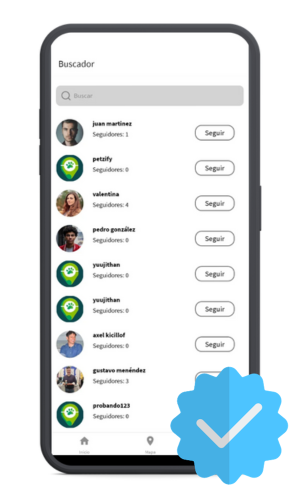 Buscador
Buscar
juan martinez
Seguidores: 1
Seguir
petzify
Seguidores: 0
Seguir
valentina
Seguidores: 4
Seguir
pedro gonzález
Seguidores: 0
Seguir
yuujithan
Seguidores: 0
Seguir
yuujithan
Seguidores: 0
Seguir
axel kicillof
Seguidores: 0
Seguir
gustavo menéndez
Seguidores: 3
probando123
Seguidores: 0
Inicio
Mapa